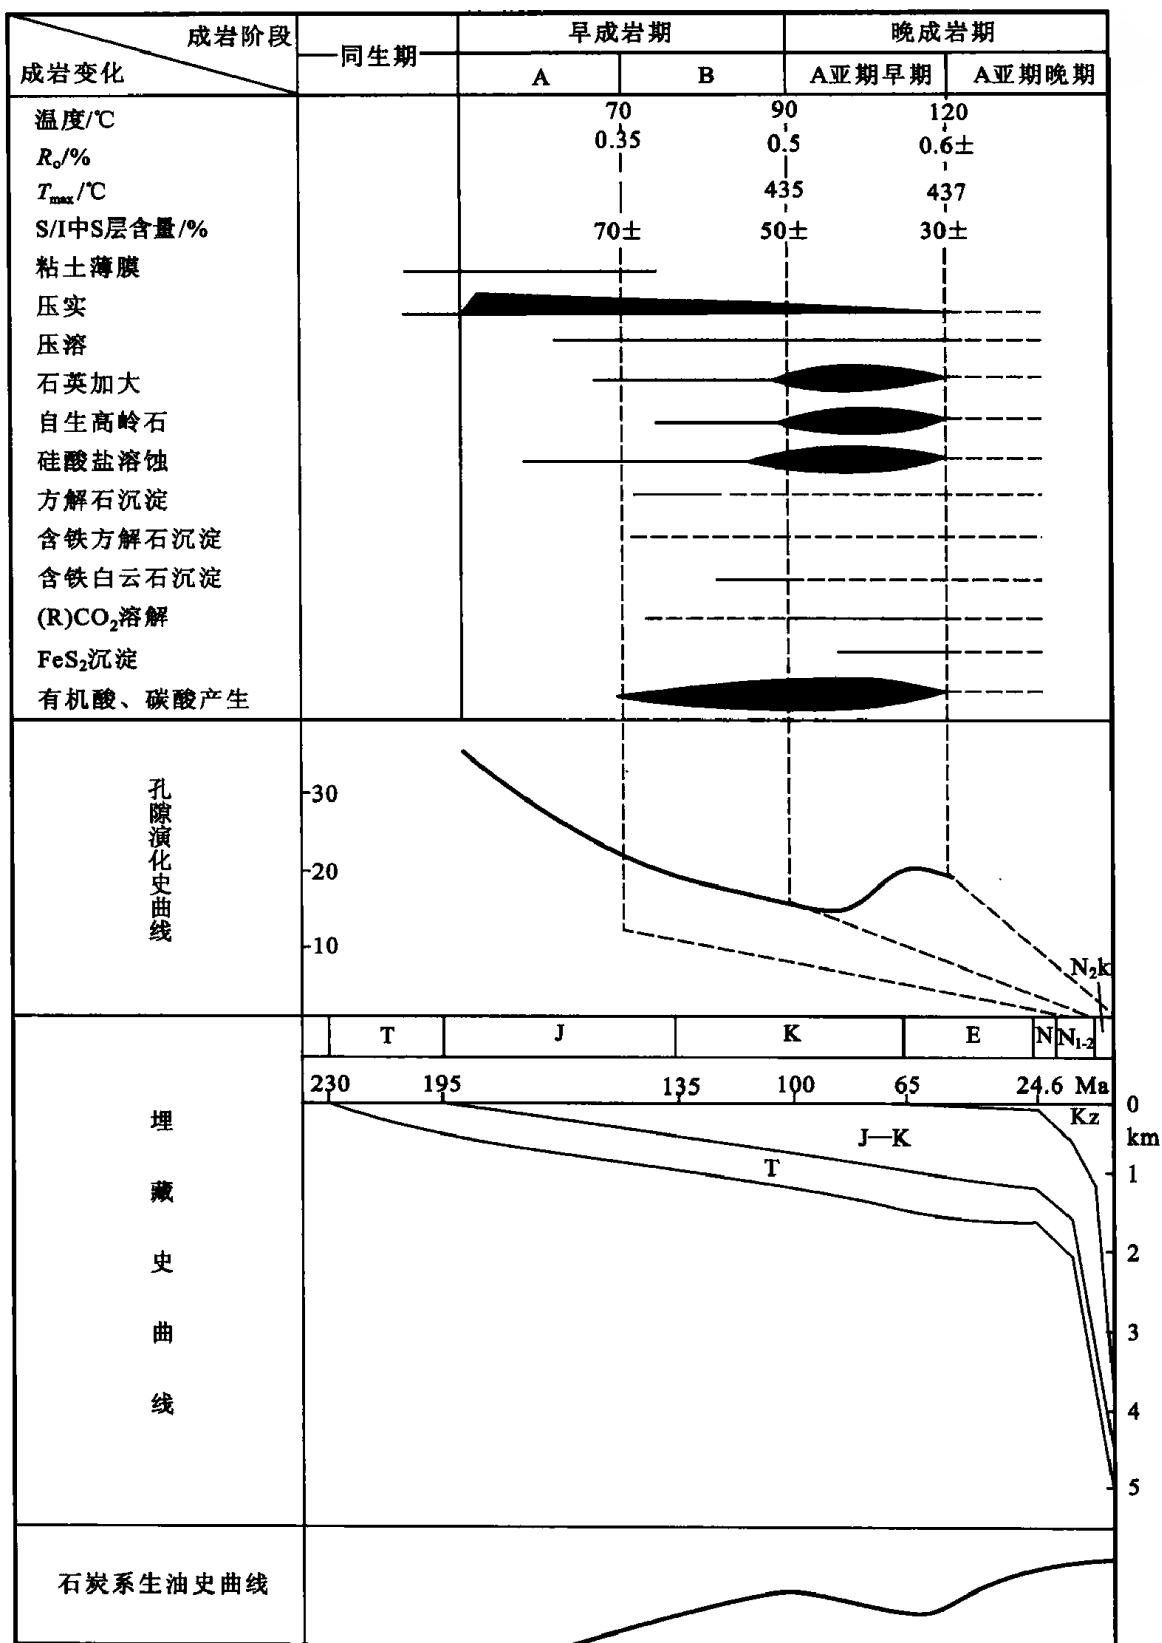 成岩阶段
成岩变化
同生期
早成岩期
晚成岩期
A
B
A亚期早期
A亚期晚期
温度/℃
70
90
120
Ro/%
0.35
0.5
0.6±
Tmax/℃
435
437
S/I中S层含量/%
70±
50±
30±
粘土薄膜
压实
压溶
石英加大
自生高岭石
硅酸盐溶蚀
方解石沉淀
含铁方解石沉淀
含铁白云石沉淀
(R)CO₂溶解
FeS₂沉淀
有机酸、碳酸产生
孔隙演化史曲线
30
20
10
N₂k
T
J
K
E
N
N₁₋₂
230
195
135
100
65
24.6
Ma
埋藏史曲线
Kz
J—K
T
0
km
1
2
3
4
5
石炭系生油史曲线